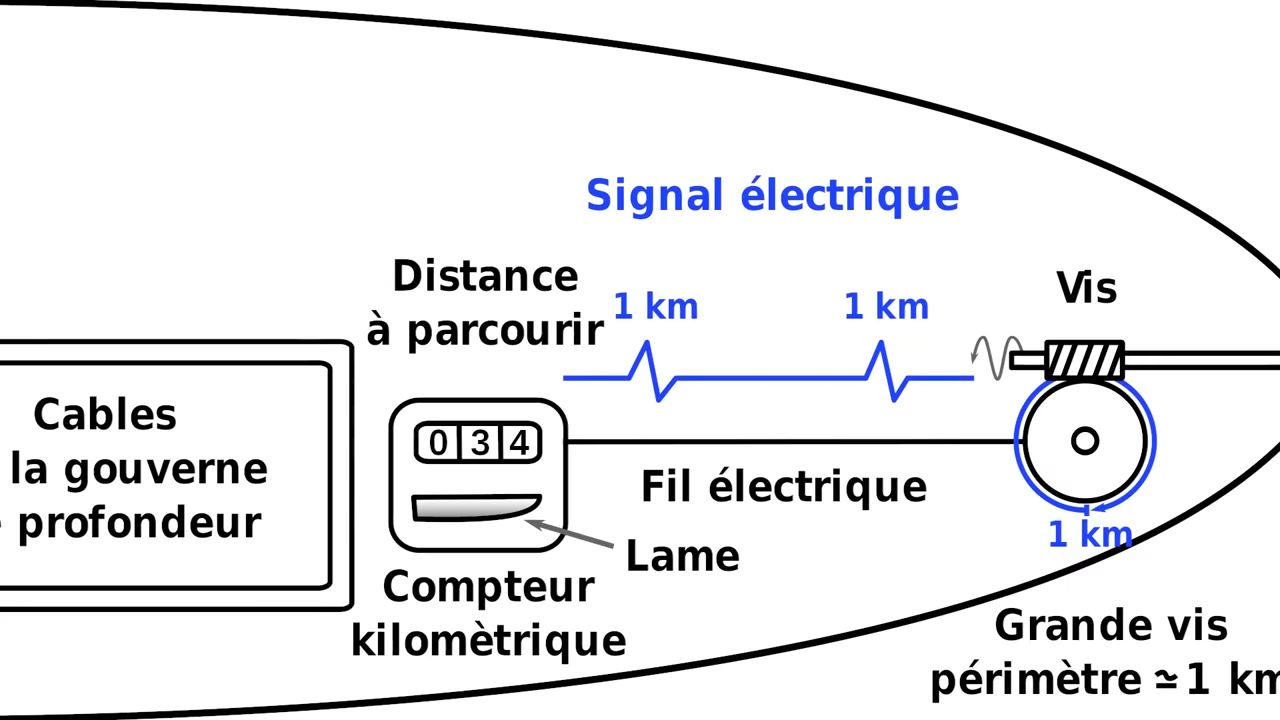 Signal électrique
Distance
à parcourir
1 km
1 km
Vis
Cables
la gouverne
profondeur
0 3 4
Fil électrique
Lame
1 km
Compteur
kilomètrique
Grande vis
périmètre ≃ 1 km